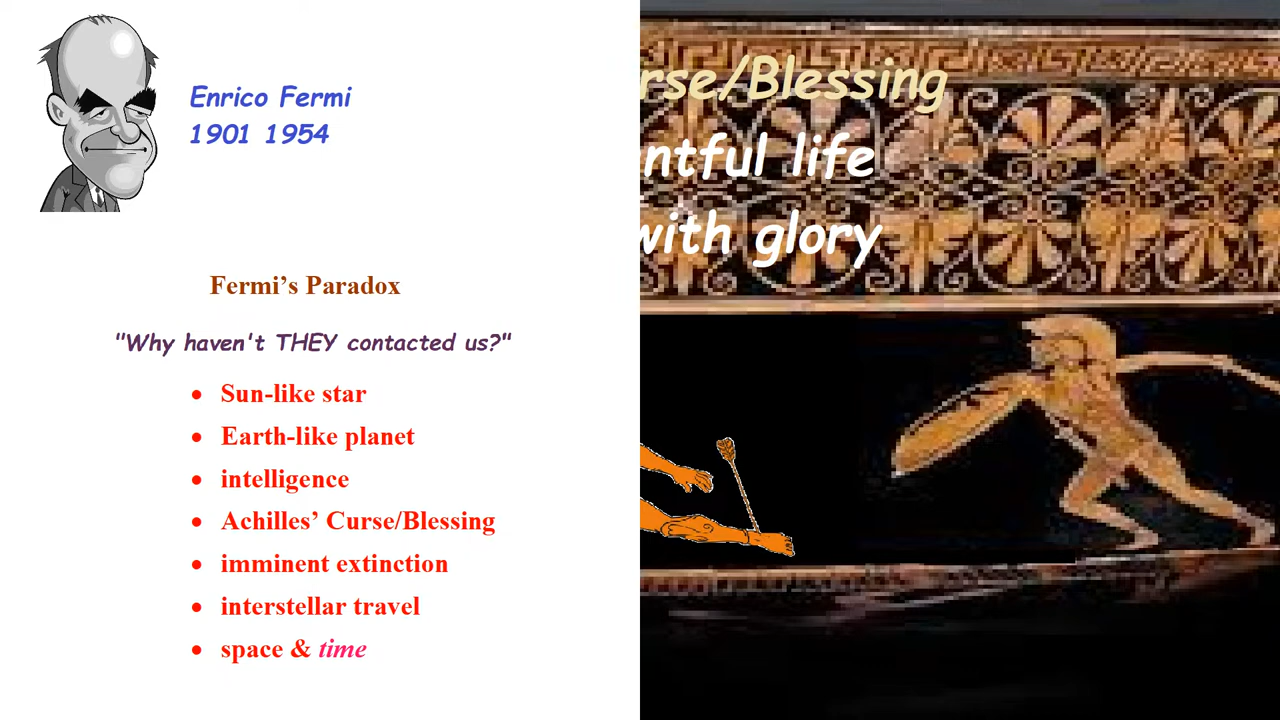 Enrico Fermi
1901 1954
Fermi’s Paradox
"Why haven't THEY contacted us?"
• Sun-like star
• Earth-like planet
• intelligence
• Achilles’ Curse/Blessing
• imminent extinction
• interstellar travel
• space & time
rse/Blessing
ntful life
with glory